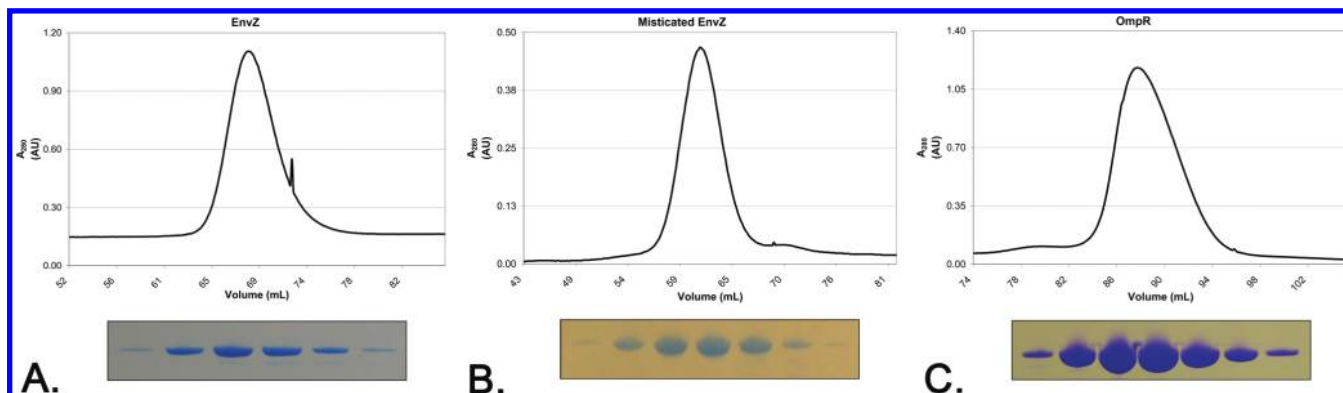 EnvZ
1.20
0.90
0.60
0.30
0.00
A280
(AU)
52
56
61
65
69
74
78
82
Volume (mL)
A.
Misticated EnvZ
0.50
0.38
0.25
0.13
0.00
A280
(AU)
43
49
54
59
65
70
75
81
Volume (mL)
B.
OmpR
1.40
1.05
0.70
0.35
0.00
A280
(AU)
74
78
82
86
90
94
98
102
Volume (mL)
C.